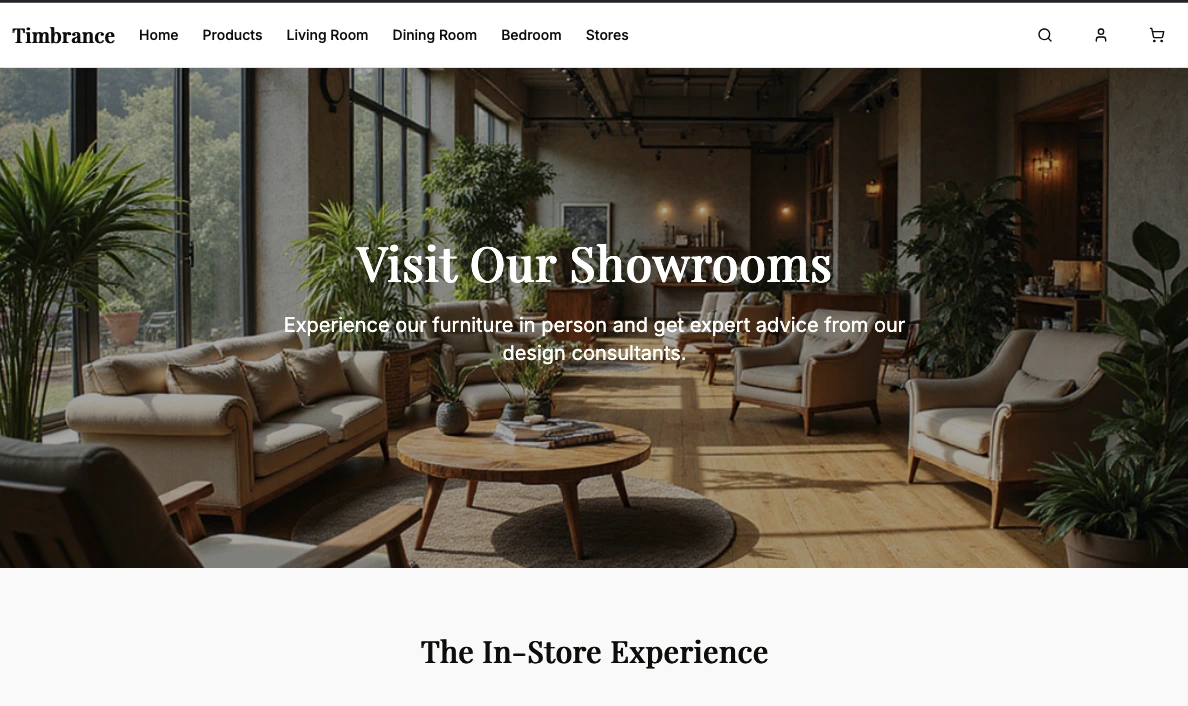 Timbrance Home Products Living Room Dining Room Bedroom Stores
Visit Our Showrooms
Experience our furniture in person and get expert advice from our
design consultants.
The In-Store Experience